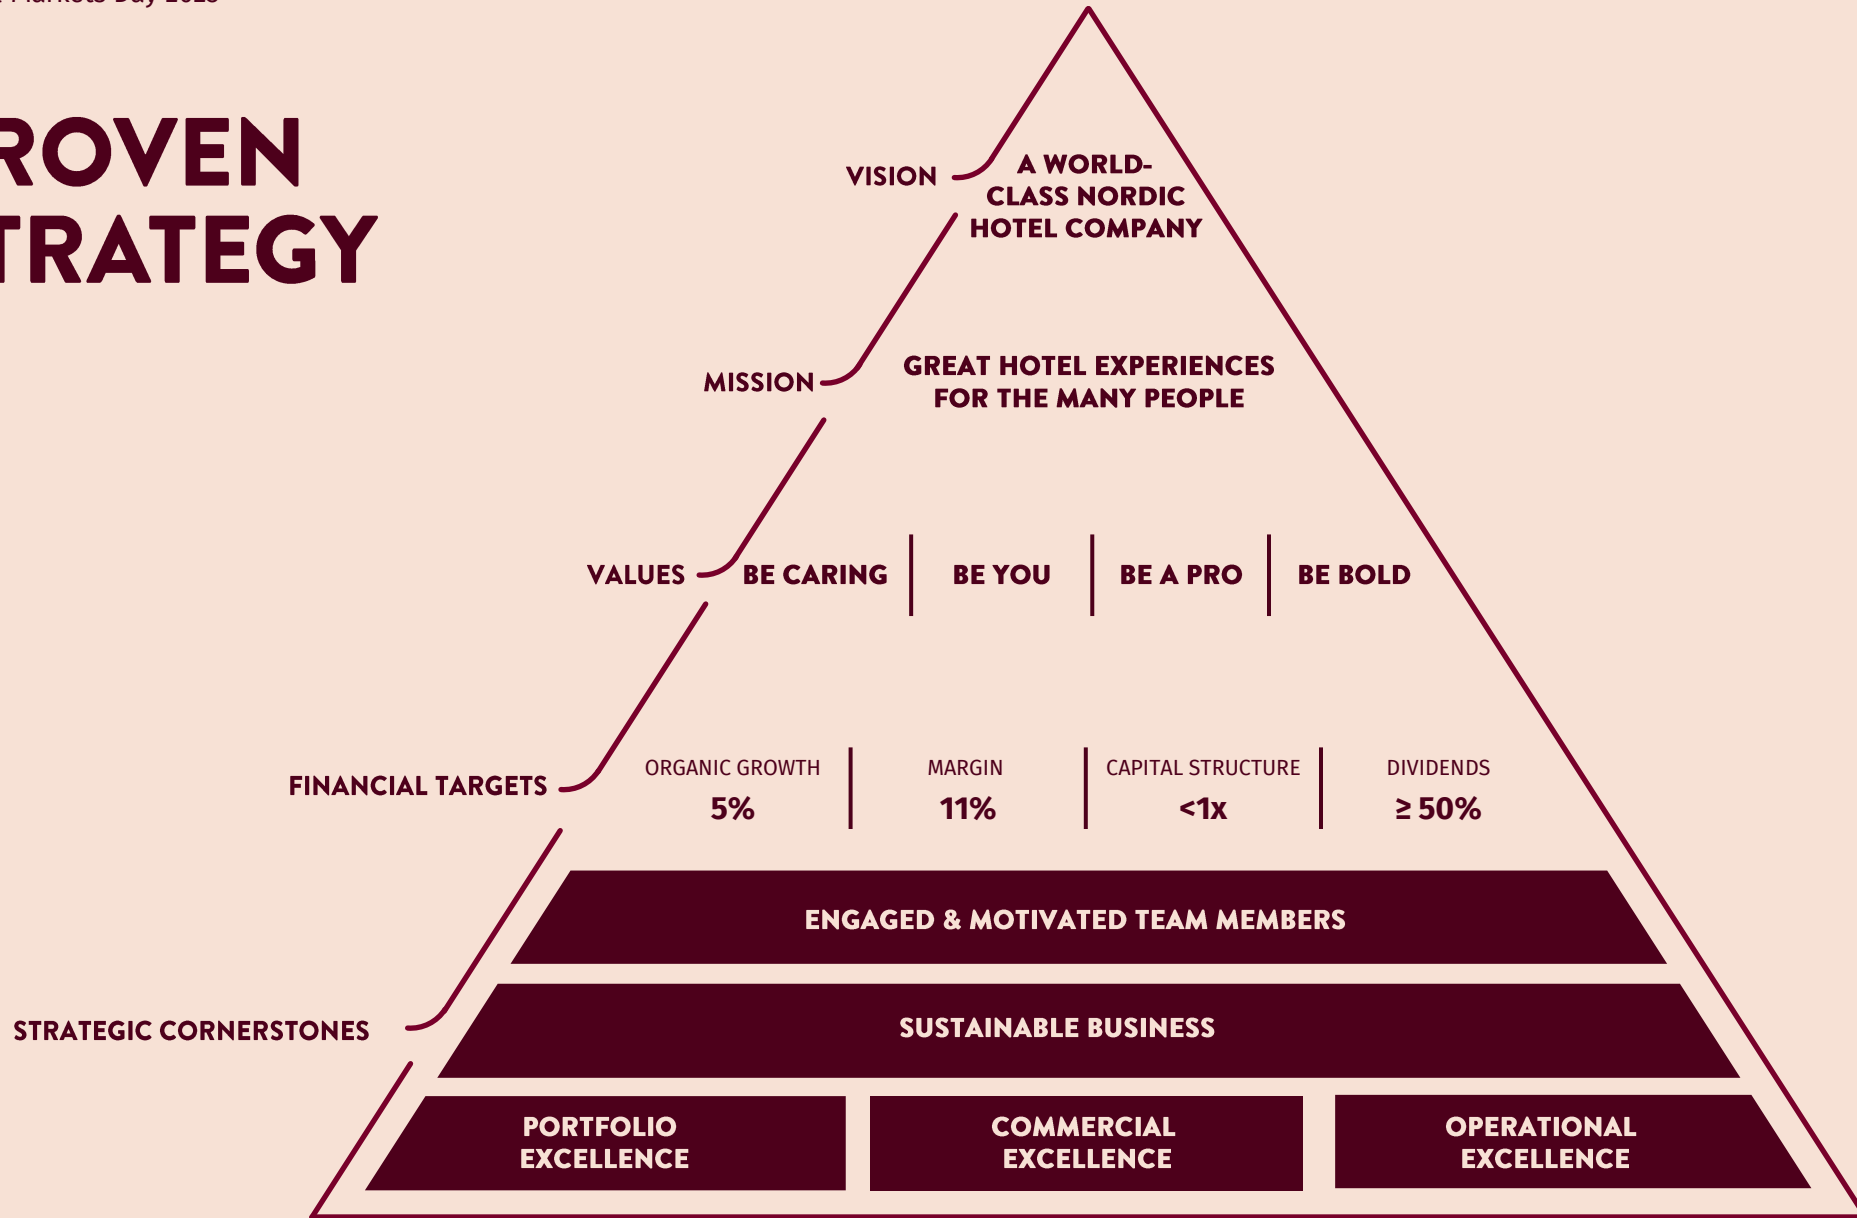 Markets Day
ROVEN
TRATEGY
VISION
A WORLD-
CLASS NORDIC
HOTEL COMPANY
MISSION
GREAT HOTEL EXPERIENCES
FOR THE MANY PEOPLE
VALUES
BE CARING
BE YOU
BE A PRO
BE BOLD
FINANCIAL TARGETS
ORGANIC GROWTH
5%
MARGIN
11%
CAPITAL STRUCTURE
<1x
DIVIDENDS
≥ 50%
ENGAGED & MOTIVATED TEAM MEMBERS
SUSTAINABLE BUSINESS
STRATEGIC CORNERSTONES
PORTFOLIO
EXCELLENCE
COMMERCIAL
EXCELLENCE
OPERATIONAL
EXCELLENCE